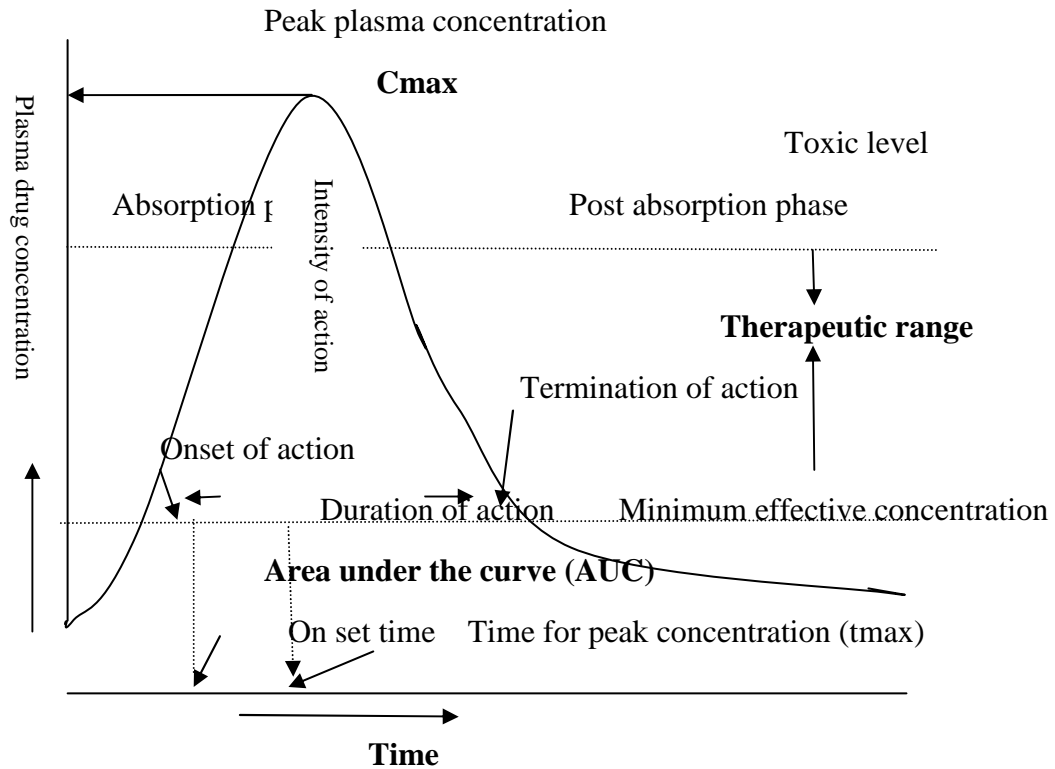 Peak plasma concentration
Cmax
Plasma drug concentration
Toxic level
Absorption p
Intensity of
action
Post absorption phase
Therapeutic range
Termination of action
Onset of action
Duration of action
Minimum effective concentration
Area under the curve (AUC)
On set time
Time for peak concentration (tmax)
Time